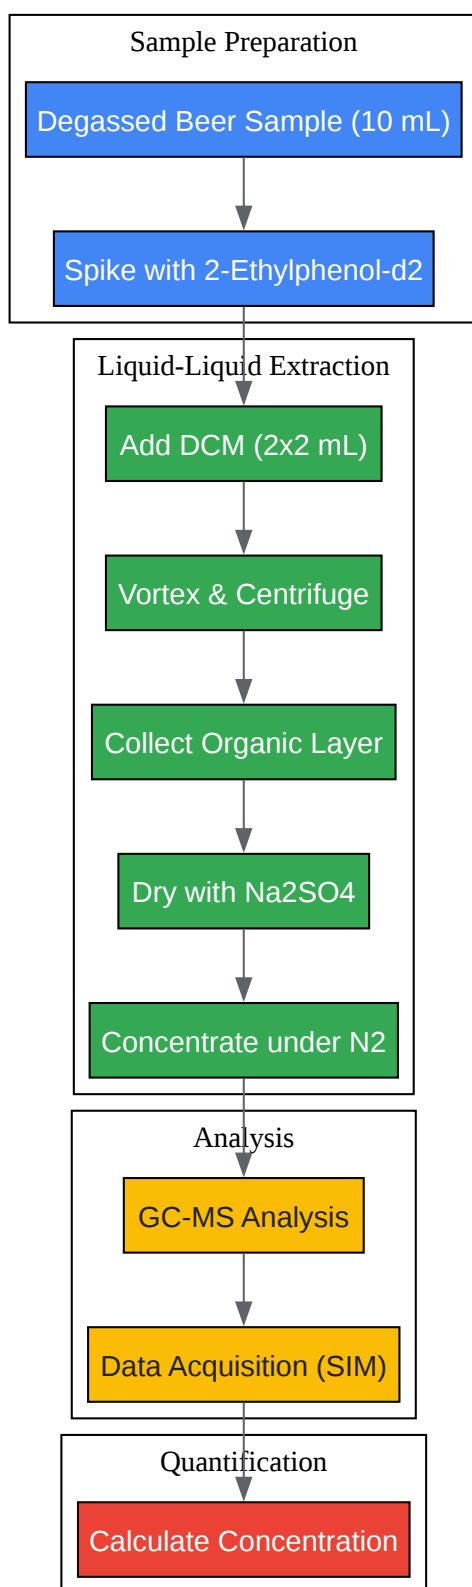 Sample Preparation
Degassed Beer Sample (10 mL)
Spike with 2-Ethylphenol-d2
Liquid-Liquid Extraction
Add DCM (2x2 mL)
Vortex & Centrifuge
Collect Organic Layer
Dry with Na2SO4
Concentrate under N2
Analysis
GC-MS Analysis
Data Acquisition (SIM)
Quantification
Calculate Concentration